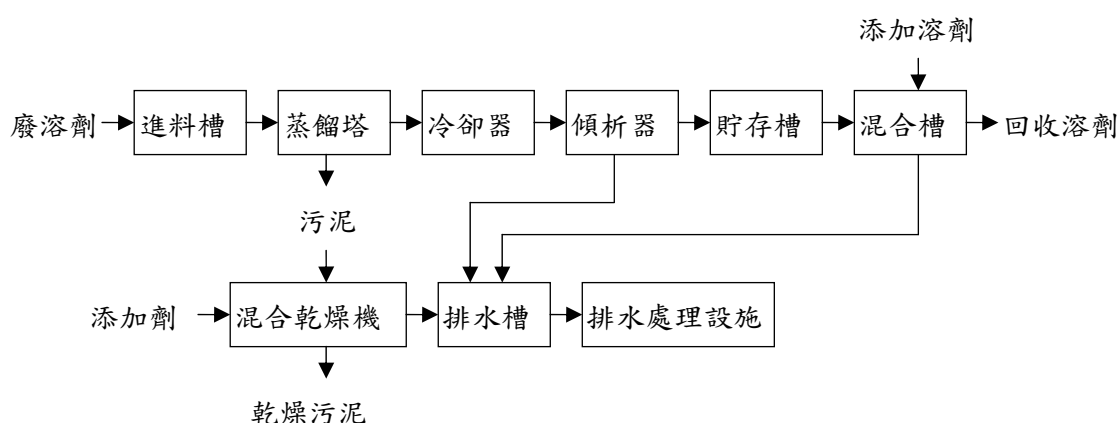 添加溶劑
廢溶劑 進料槽 蒸餾塔 冷卻器 傾析器 貯存槽 混合槽 回收溶劑
污泥
添加劑 混合乾燥機 排水槽 排水處理設施
乾燥污泥